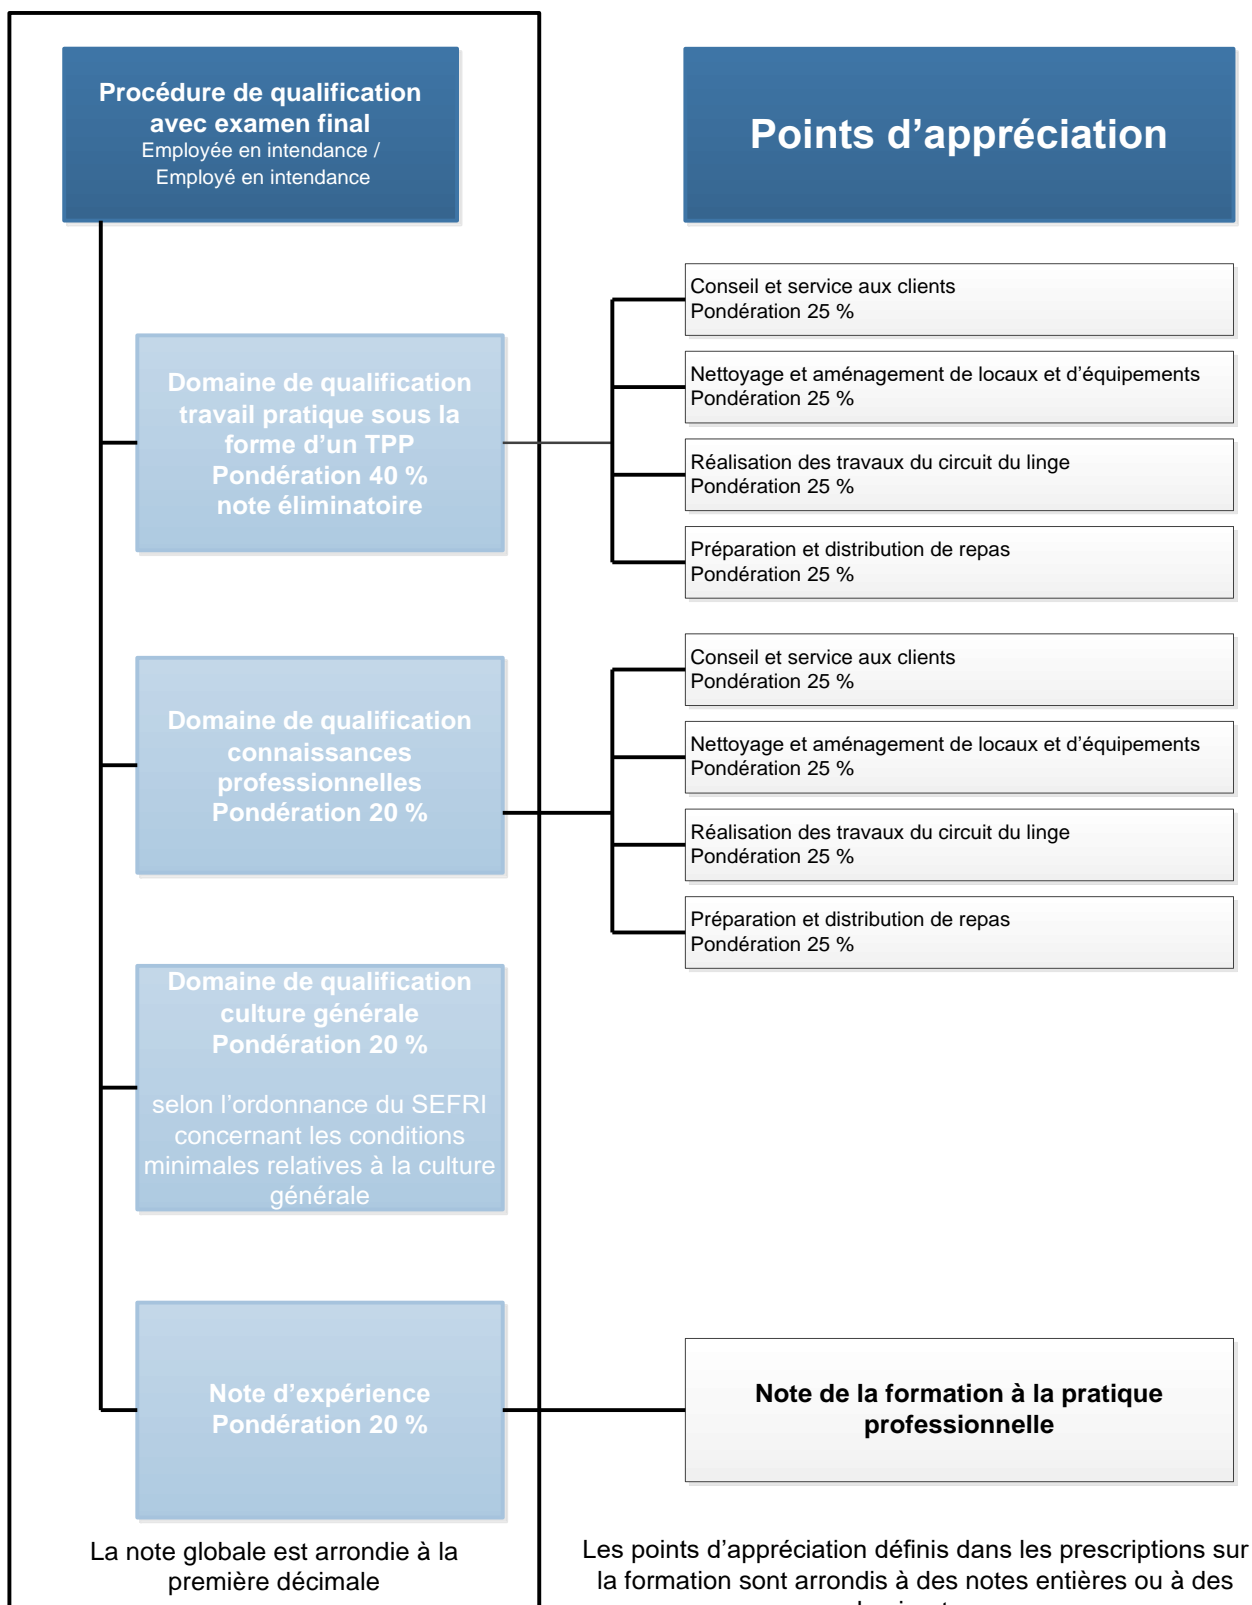 Procédure de qualification
avec examen final
Employée en intendance /
Employé en intendance
Points d’appréciation
Domaine de qualification
travail pratique sous la
forme d’un TPP
Pondération 40 %
note éliminatoire
Conseil et service aux clients
Pondération 25 %
Nettoyage et aménagement de locaux et d’équipements
Pondération 25 %
Réalisation des travaux du circuit du linge
Pondération 25 %
Préparation et distribution de repas
Pondération 25 %
Domaine de qualification
connaissances
professionnelles
Pondération 20 %
Conseil et service aux clients
Pondération 25 %
Nettoyage et aménagement de locaux et d’équipements
Pondération 25 %
Réalisation des travaux du circuit du linge
Pondération 25 %
Préparation et distribution de repas
Pondération 25 %
Domaine de qualification
culture générale
Pondération 20 %
selon l’ordonnance du SEFRI
concernant les conditions
minimales relatives à la culture
générale
Note d’expérience
Pondération 20 %
Note de la formation à la pratique
professionnelle
La note globale est arrondie à la
première décimale
Les points d’appréciation définis dans les prescriptions sur
la formation sont arrondis à des notes entières ou à des